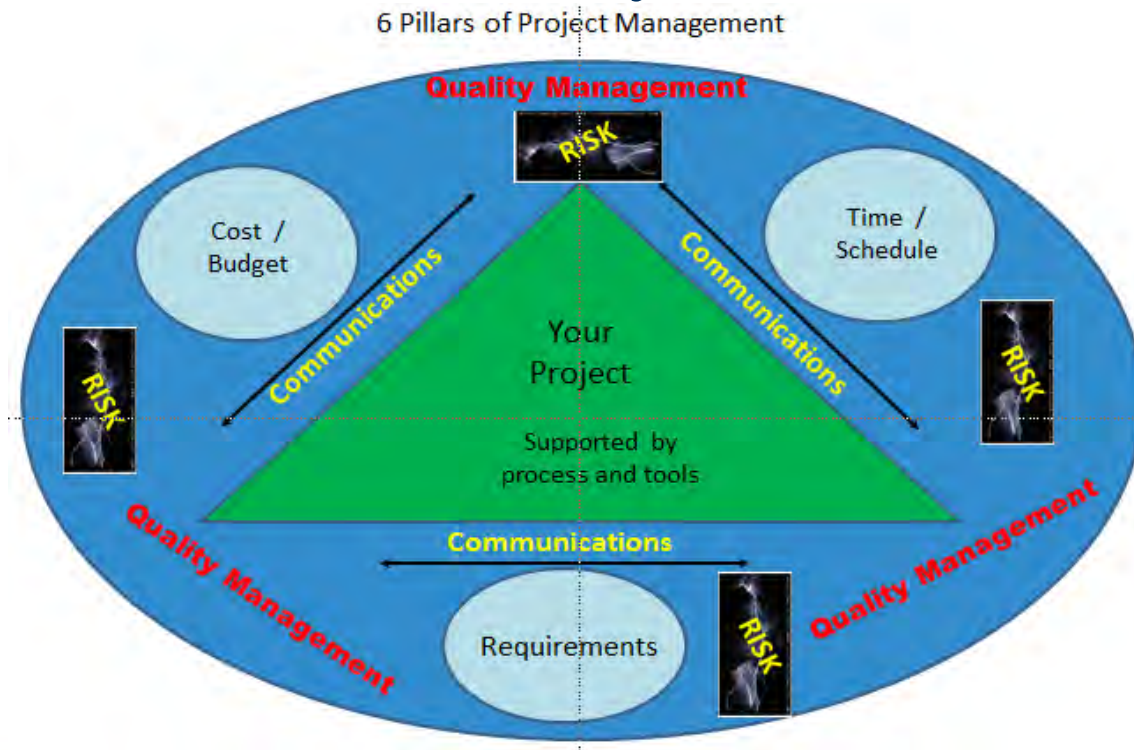 6 Pillars of Project Management
Quality Management
RISK
Cost /
Budget
Time /
Schedule
Communications
Communications
Your
Project
RISK
RISK
Supported by
process and tools
Communications
Quality Management
Quality Management
Requirements
RISK